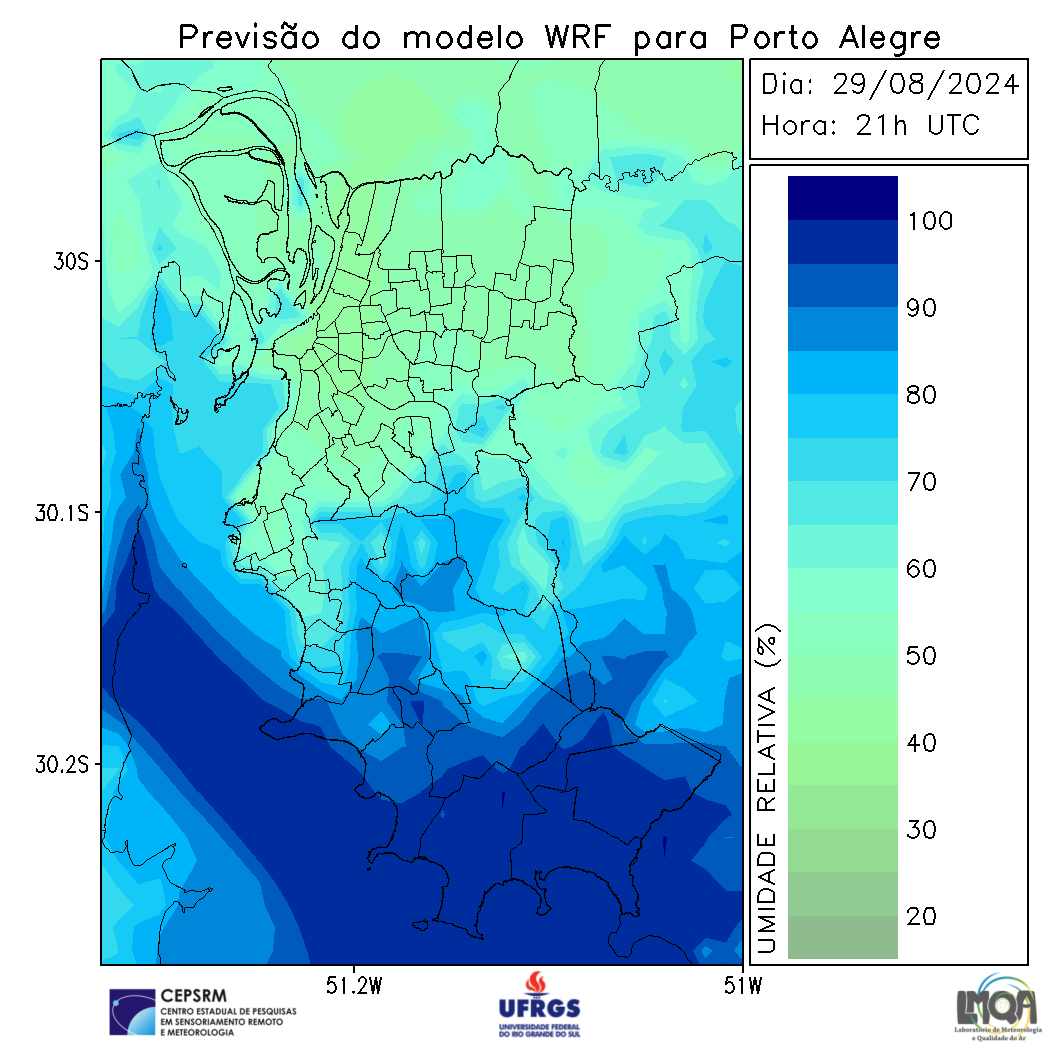 Previsão do modelo WRF para Porto Alegre
Dia: 29/08/2024
Hora: 21h UTC
30S
30.1S
30.2S
51.2W
51W
UMIDADE RELATIVA (%)
100
90
80
70
60
50
40
30
20
CEPSRM
CENTRO ESTADUAL DE PESQUISAS
EM SENSORIAMENTO REMOTO
E METEOROLOGIA
UFRGS
UNIVERSIDADE FEDERAL
DO RIO GRANDE DO SUL
LMQA
Laboratório de Meteorologia
e Qualidade do Ar